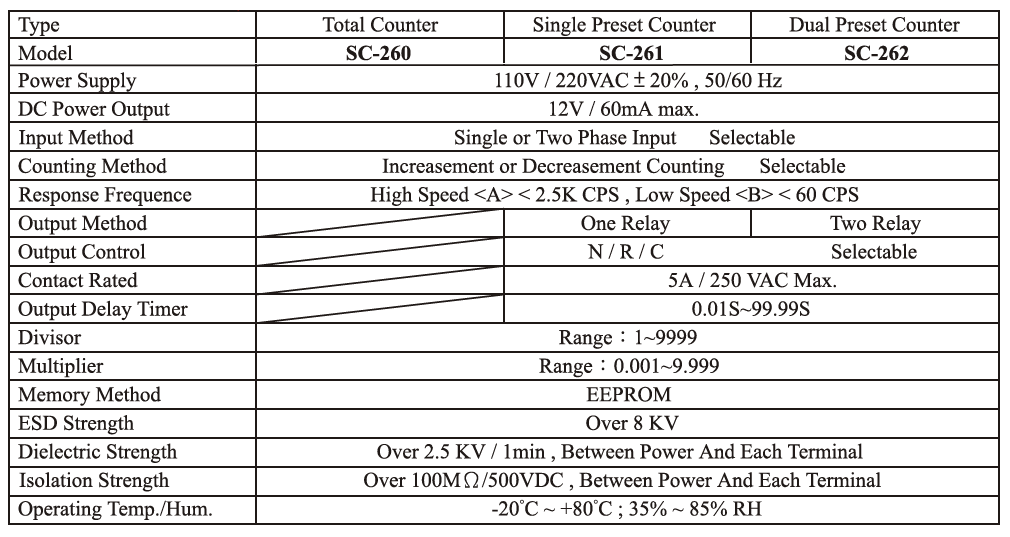 Type Total Counter Single Preset Counter Dual Preset Counter
Model SC-260 SC-261 SC-262
Power Supply 110V / 220VAC ± 20% , 50/60 Hz
DC Power Output 12V / 60mA max.
Input Method Single or Two Phase Input Selectable
Counting Method Increasement or Decreasement Counting Selectable
Response Frequence High Speed <A> < 2.5K CPS , Low Speed <B> < 60 CPS
Output Method One Relay Two Relay
Output Control N / R / C Selectable
Contact Rated 5A / 250 VAC Max.
Output Delay Timer 0.01S~99.99S
Divisor Range：1~9999
Multiplier Range：0.001~9.999
Memory Method EEPROM
ESD Strength Over 8 KV
Dielectric Strength Over 2.5 KV / 1min , Between Power And Each Terminal
Isolation Strength Over 100MΩ/500VDC , Between Power And Each Terminal
Operating Temp./Hum. -20°C ~ +80°C ; 35% ~ 85% RH